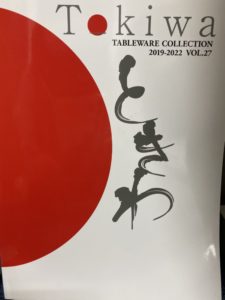 Tokiwa
TABLEWARE COLLECTION
2019-2022 VOL.27
ときわ